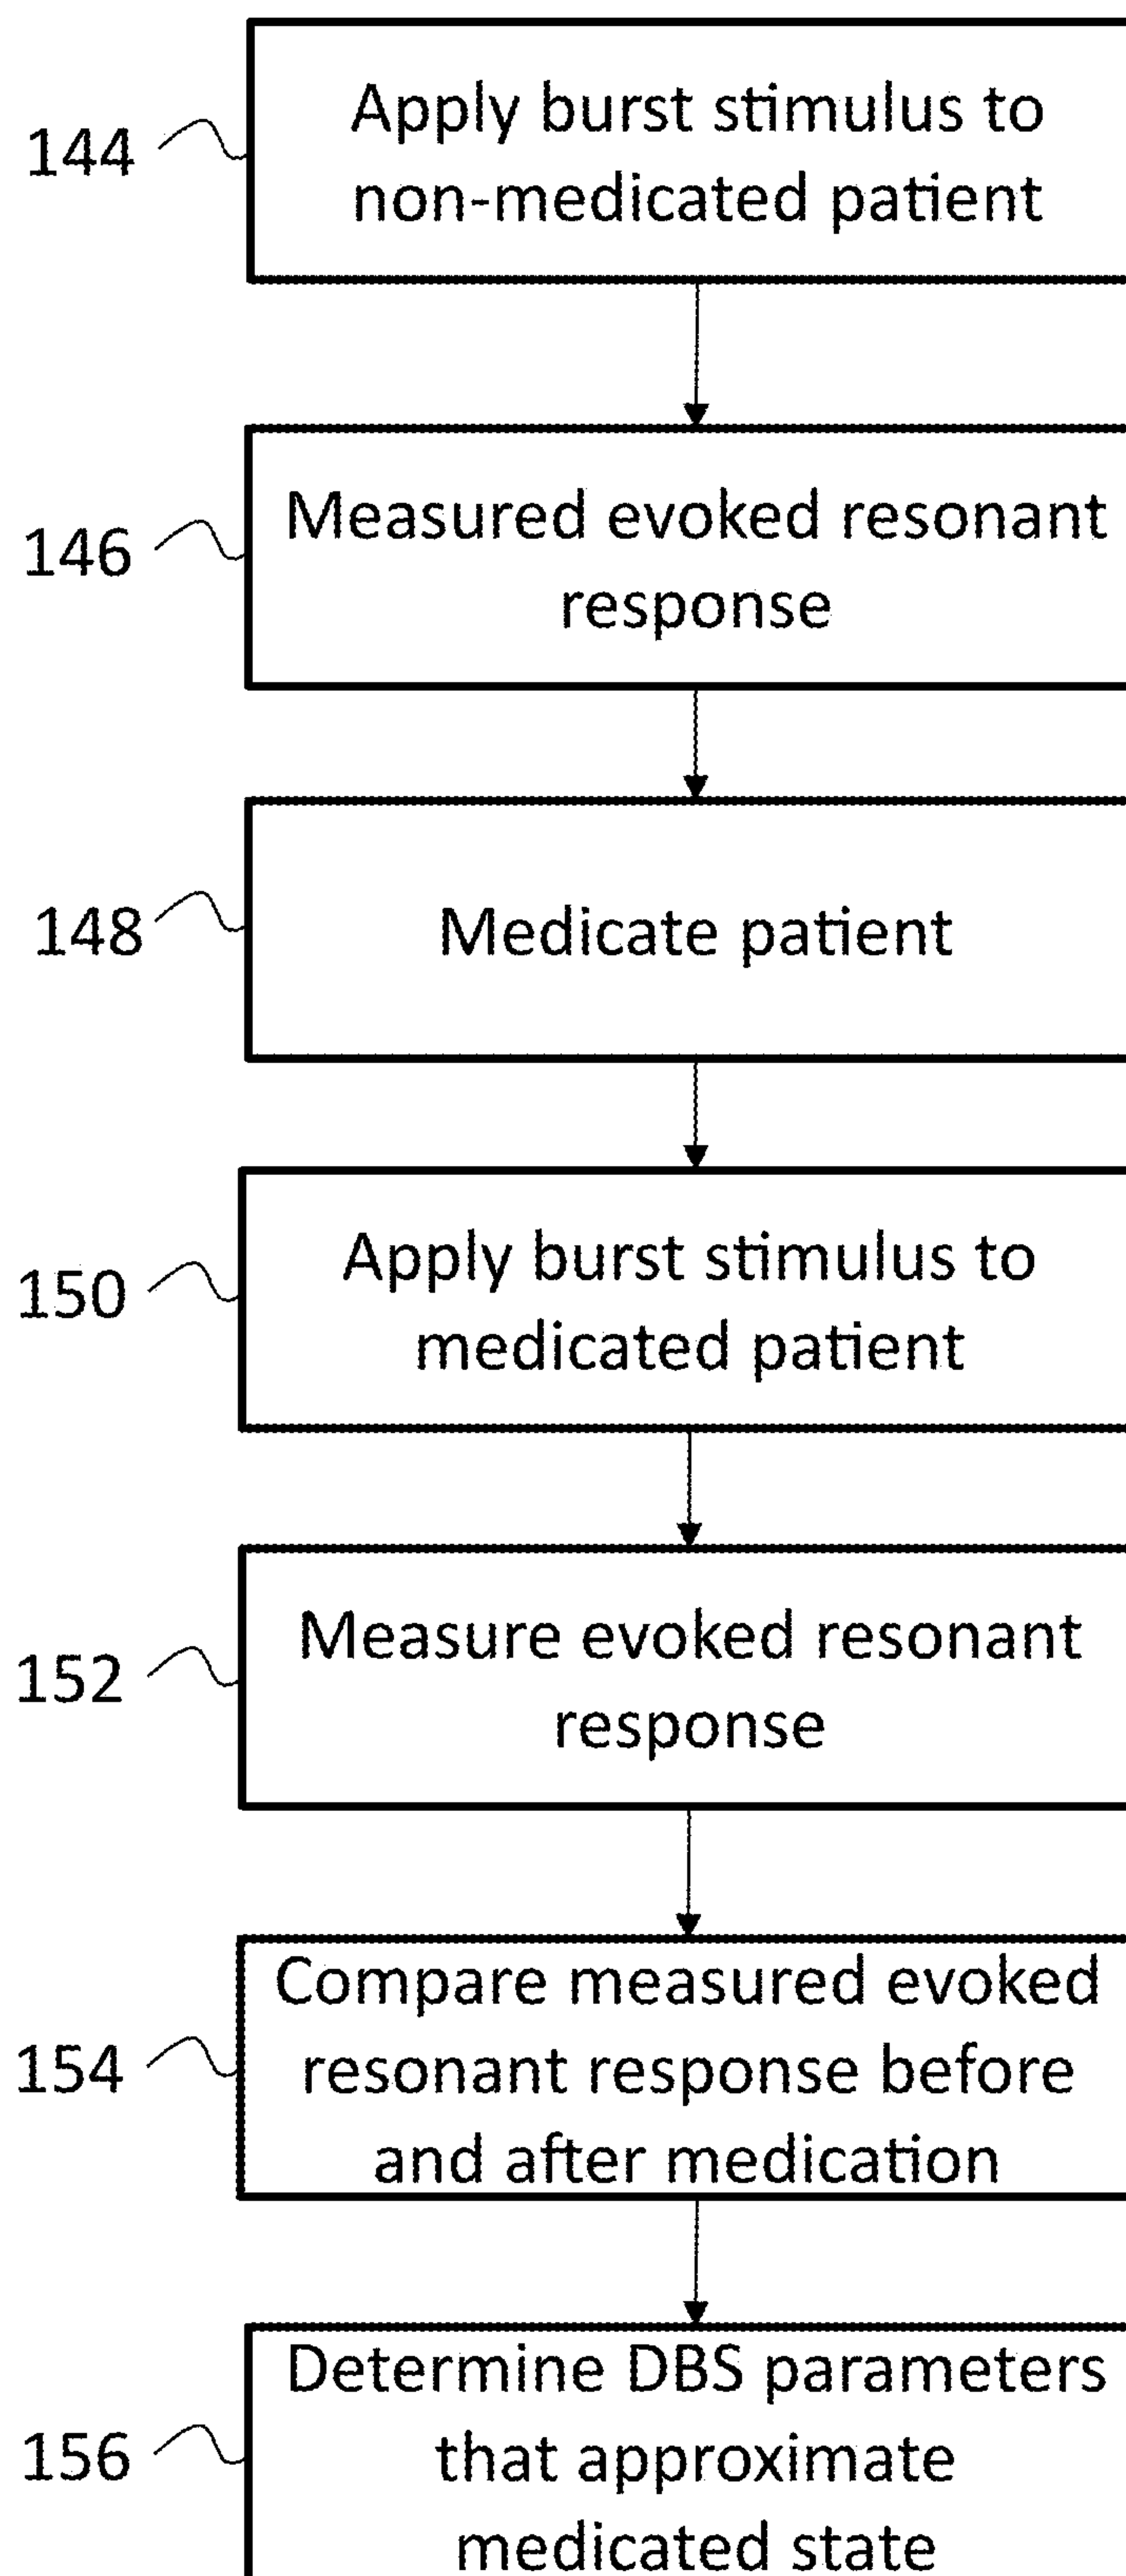 144
Apply burst stimulus to
non-medicated patient
146
Measured evoked resonant
response
148
Medicate patient
150
Apply burst stimulus to
medicated patient
152
Measure evoked resonant
response
154
Compare measured evoked
resonant response before
and after medication
156
Determine DBS parameters
that approximate
medicated state